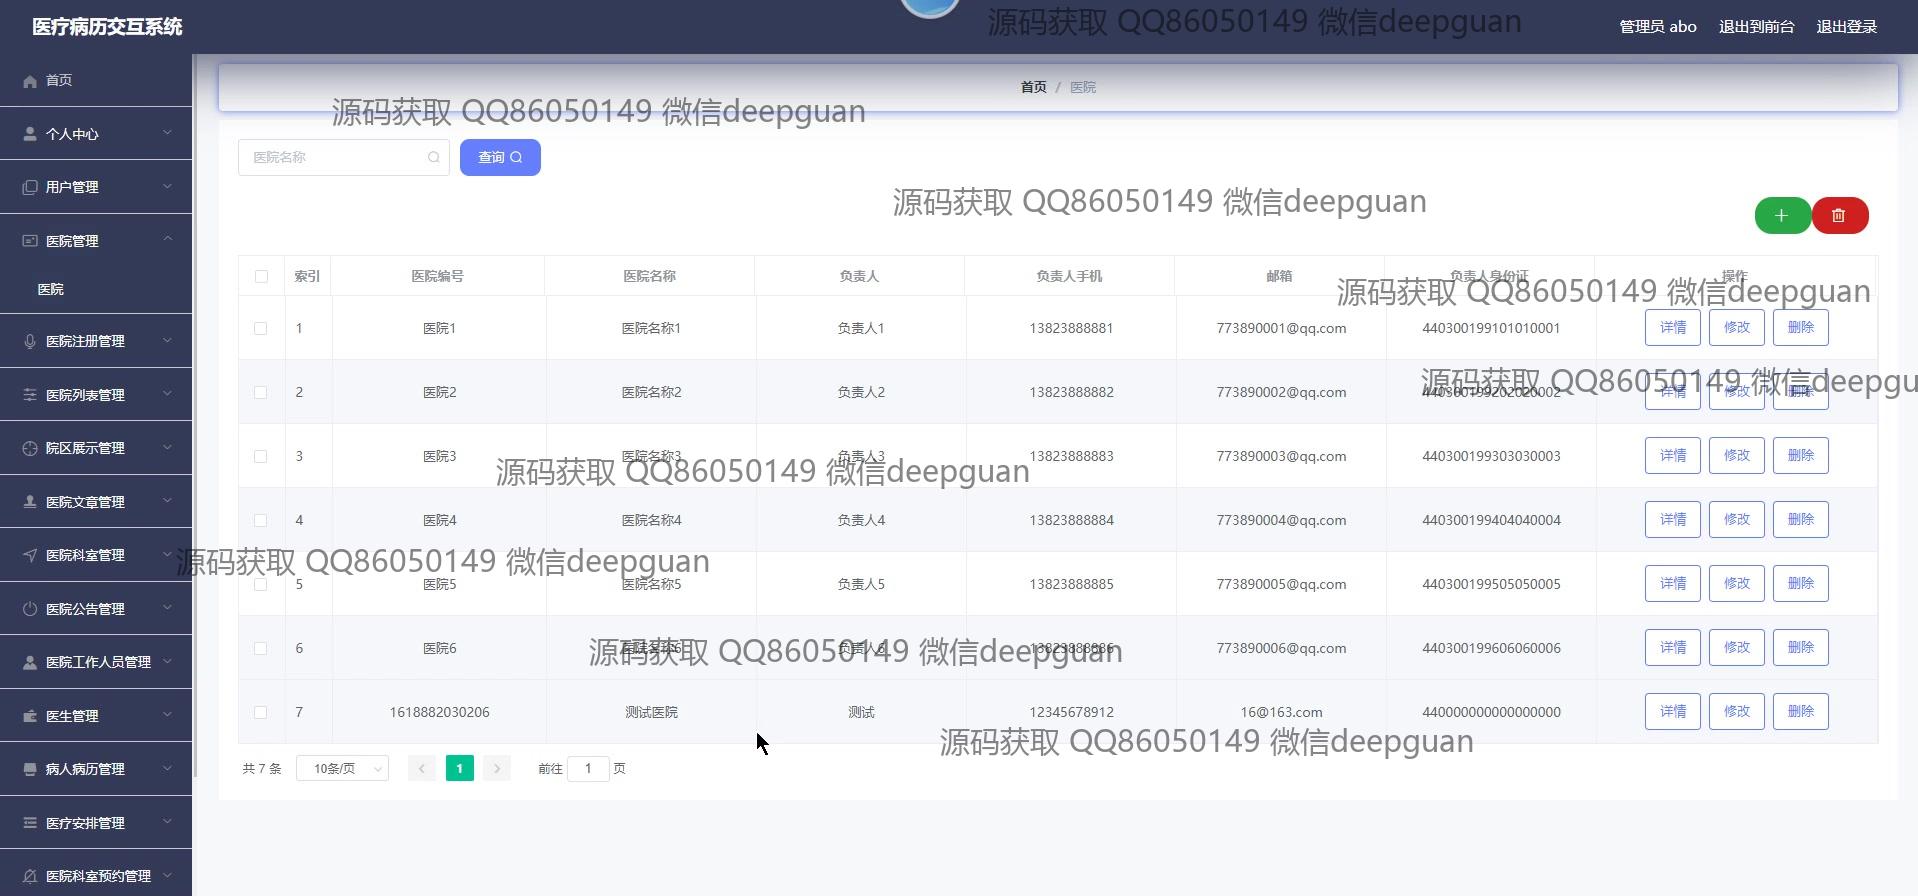 医疗病历交互系统
源码获取 QQ86050149 微信deepguan
管理员 abo 退出到前台 退出登录
首页
个人中心
用户管理
医院管理
医院
医院注册管理
医院列表管理
院区展示管理
医院文章管理
医院科室管理
医院公告管理
医院工作人员管理
医生管理
病人病历管理
医疗安排管理
医院科室预约管理
首页 / 医院
源码获取 QQ86050149 微信deepguan
医院名称 查询
源码获取 QQ86050149 微信deepguan
索引 医院编号 医院名称 负责人 负责人手机 邮箱 负责人身份证 操作
源码获取 QQ86050149 微信deepguan
1 医院1 医院名称1 负责人1 13823888881 773890001@qq.com 440300199101010001 详情 修改 删除
源码获取 QQ86050149 微信deepgu
2 医院2 医院名称2 负责人2 13823888882 773890002@qq.com 440300199202020002 详情 修改 删除
3 医院3 医院名称3 负责人3 13823888883 773890003@qq.com 440300199303030003 详情 修改 删除
源码获取 QQ86050149 微信deepguan
4 医院4 医院名称4 负责人4 13823888884 773890004@qq.com 440300199404040004 详情 修改 删除
源码获取 QQ86050149 微信deepguan
5 医院5 医院名称5 负责人5 13823888885 773890005@qq.com 440300199505050005 详情 修改 删除
6 医院6 医院名称6 负责人6 13823888886 773890006@qq.com 440300199606060006 详情 修改 删除
源码获取 QQ86050149 微信deepguan
7 1618882030206 测试医院 测试 12345678912 16@163.com 440000000000000000 详情 修改 删除
源码获取 QQ86050149 微信deepguan
共 7 条 10条/页 1 前往 1 页